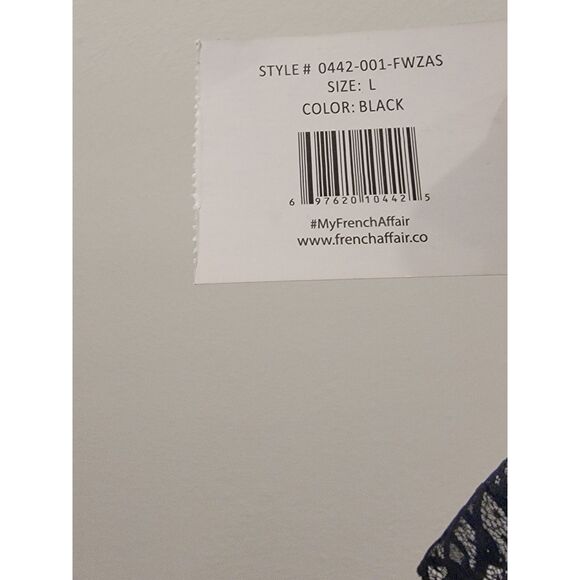 STYLE# 0442-001-FWZAS
SIZE: L
COLOR: BLACK
6 97620 10442 5
#MyFrenchAffair
www.frenchaffair.co